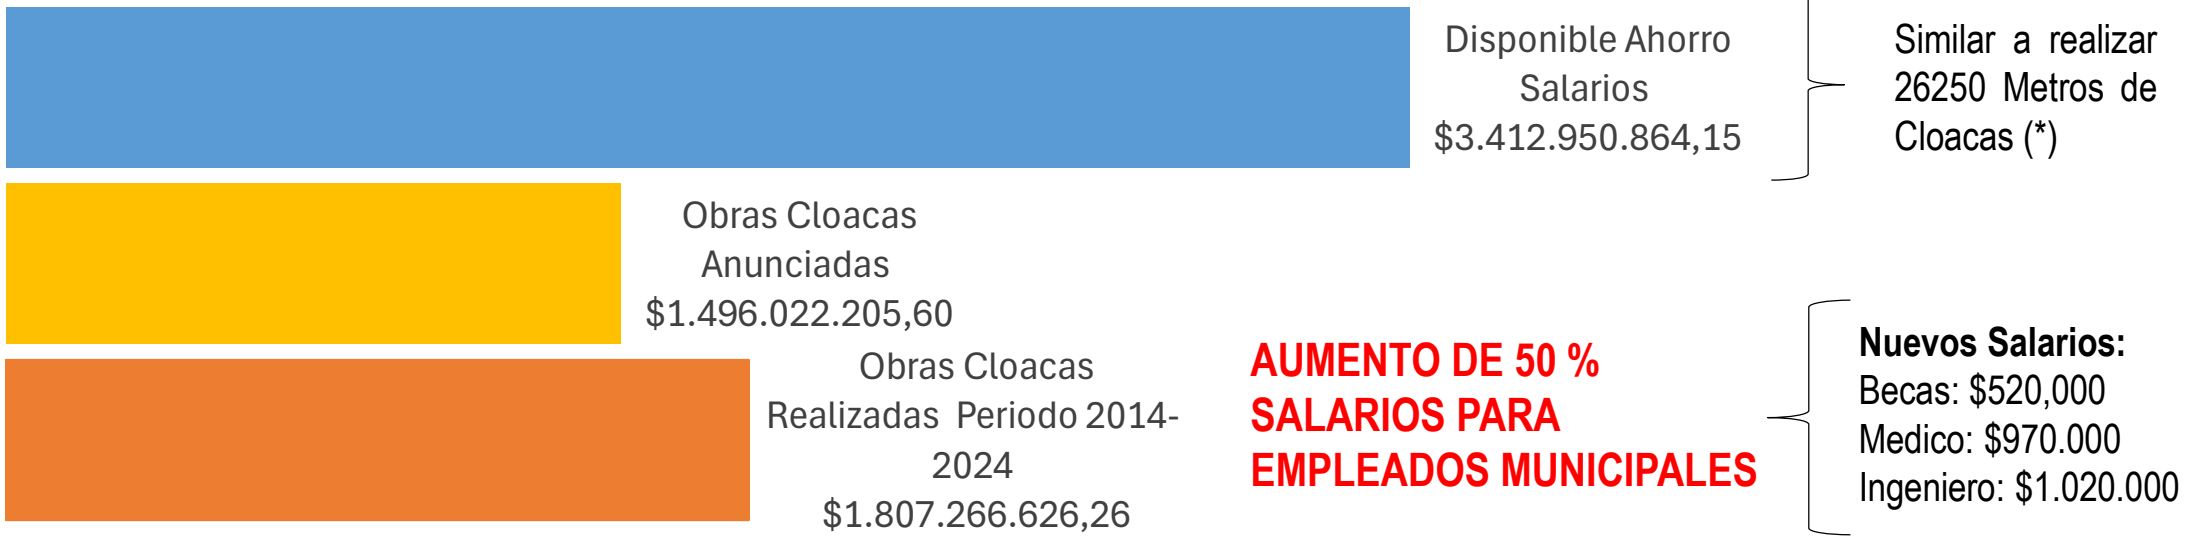 Disponible Ahorro
Salarios
$3.412.950.864,15
Similar a realizar
26250 Metros de
Cloacas (*)
Obras Cloacas
Anunciadas
$1.496.022.205,60
Obras Cloacas
Realizadas Periodo 2014-
2024
$1.807.266.626,26
AUMENTO DE 50 %
SALARIOS PARA
EMPLEADOS MUNICIPALES
Nuevos Salarios:
Becas: $520,000
Medico: $970.000
Ingeniero: $1.020.000